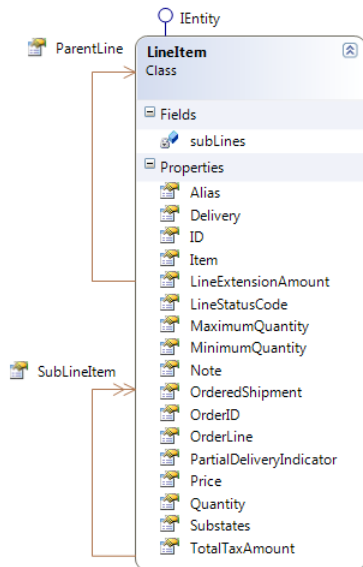 IEntity
ParentLine
LineItem
Class
Fields
subLines
Properties
Alias
Delivery
ID
Item
LineExtensionAmount
LineStatusCode
MaximumQuantity
MinimumQuantity
Note
SubLineItem
OrderedShipment
OrderID
OrderLine
PartialDeliveryIndicator
Price
Quantity
Substates
TotalTaxAmount